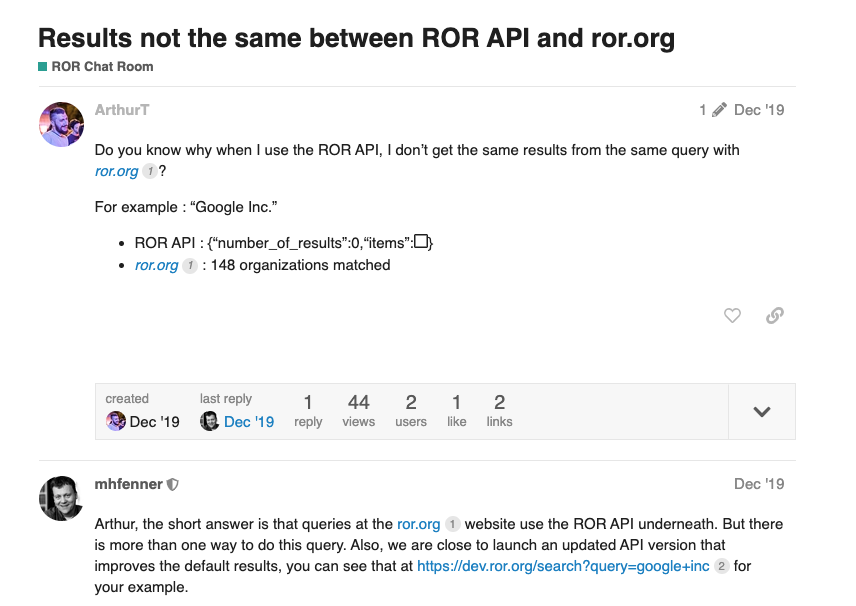 Results not the same between ROR API and ror.org
ROR Chat Room
ArthurT
1 Dec '19
Do you know why when I use the ROR API, I don’t get the same results from the same query with
ror.org 1 ?
For example : “Google Inc.”
• ROR API : {“number_of_results”:0,“items”:☐}
• ror.org 1 : 148 organizations matched
created last reply 1 44 2 1 2
Dec '19 Dec '19 reply views users like links
mhfenner Dec '19
Arthur, the short answer is that queries at the ror.org 1 website use the ROR API underneath. But there
is more than one way to do this query. Also, we are close to launch an updated API version that
improves the default results, you can see that at https://dev.ror.org/search?query=google+inc 2 for
your example.